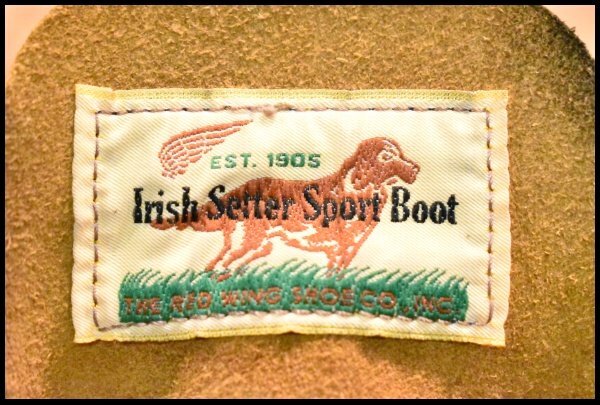 EST. 1905
Irish Setter Sport Boot
THE RED WING SHOE CO., INC.